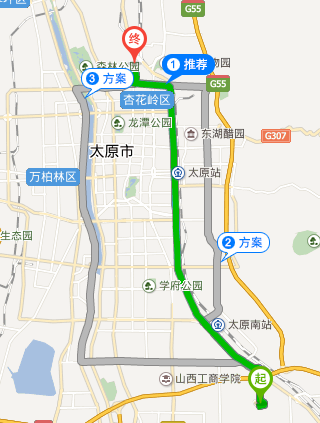 G55
终
森林公园
1 推荐
物园
3 方案
G55
杏花岭区
龙潭公园
东湖醋园
G307
太原市
太原站
万柏林区
生态园
2 方案
学府公园
太原南站
山西工商学院
起